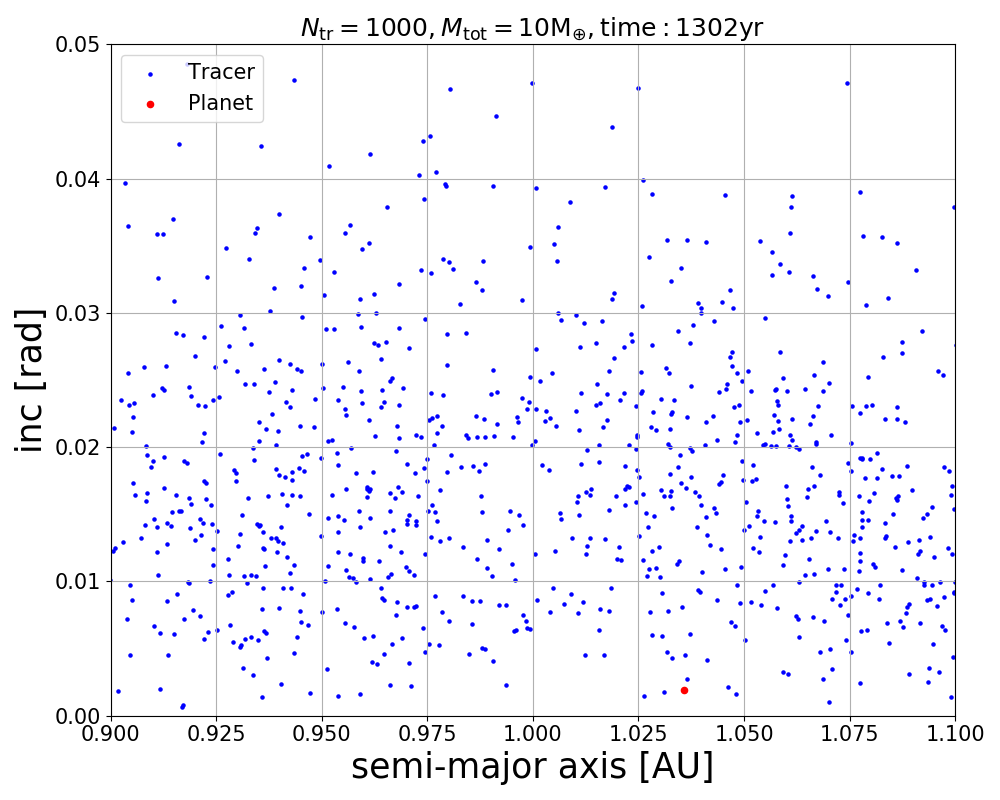 N_tr = 1000, M_tot = 10M_⊕, time : 1302yr
0.05
Tracer
Planet
0.04
0.03
inc [rad]
0.02
0.01
0.00
0.900 0.925 0.950 0.975 1.000 1.025 1.050 1.075 1.100
semi-major axis [AU]